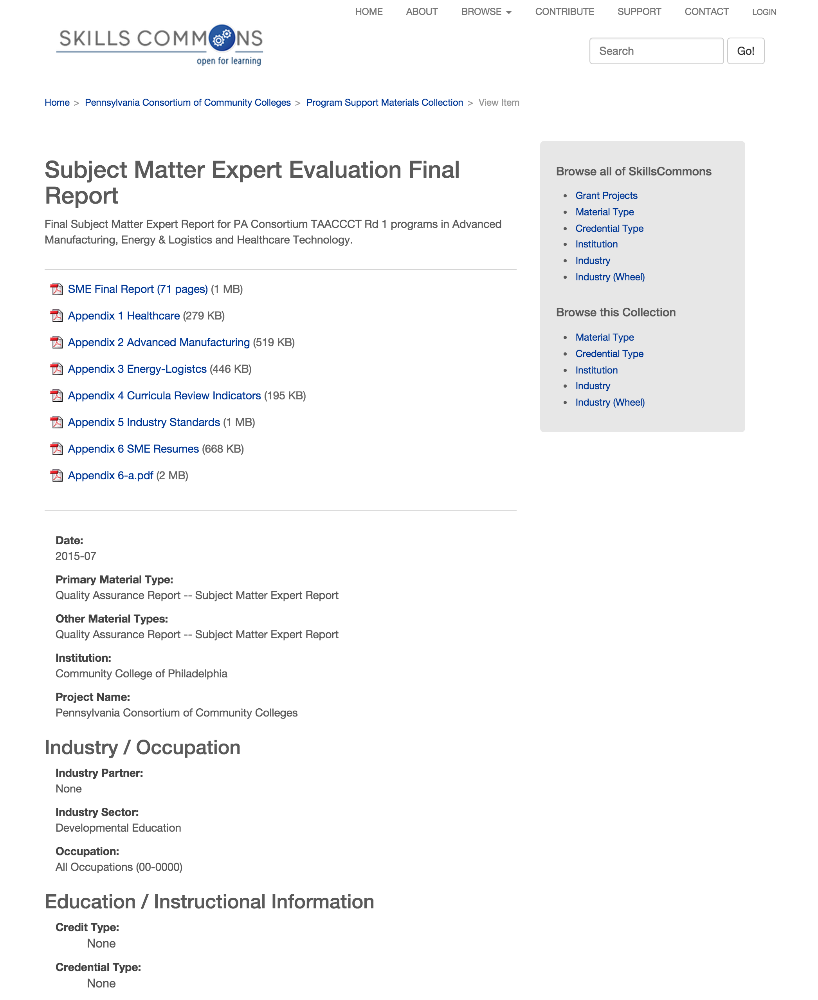 HOME ABOUT BROWSE CONTRIBUTE SUPPORT CONTACT LOGIN
SKILLS COMMONS
open for learning
Search Go!
Home > Pennsylvania Consortium of Community Colleges > Program Support Materials Collection > View Item
Subject Matter Expert Evaluation Final
Report
Final Subject Matter Expert Report for PA Consortium TAACCCT Rd 1 programs in Advanced
Manufacturing, Energy & Logistics and Healthcare Technology.
SME Final Report (71 pages) (1 MB)
Appendix 1 Healthcare (279 KB)
Appendix 2 Advanced Manufacturing (519 KB)
Appendix 3 Energy-Logistcs (446 KB)
Appendix 4 Curricula Review Indicators (195 KB)
Appendix 5 Industry Standards (1 MB)
Appendix 6 SME Resumes (668 KB)
Appendix 6-a.pdf (2 MB)
Browse all of SkillsCommons
Grant Projects
Material Type
Credential Type
Institution
Industry
Industry (Wheel)
Browse this Collection
Material Type
Credential Type
Institution
Industry
Industry (Wheel)
Date:
2015-07
Primary Material Type:
Quality Assurance Report -- Subject Matter Expert Report
Other Material Types:
Quality Assurance Report -- Subject Matter Expert Report
Institution:
Community College of Philadelphia
Project Name:
Pennsylvania Consortium of Community Colleges
Industry / Occupation
Industry Partner:
None
Industry Sector:
Developmental Education
Occupation:
All Occupations (00-0000)
Education / Instructional Information
Credit Type:
None
Credential Type:
None